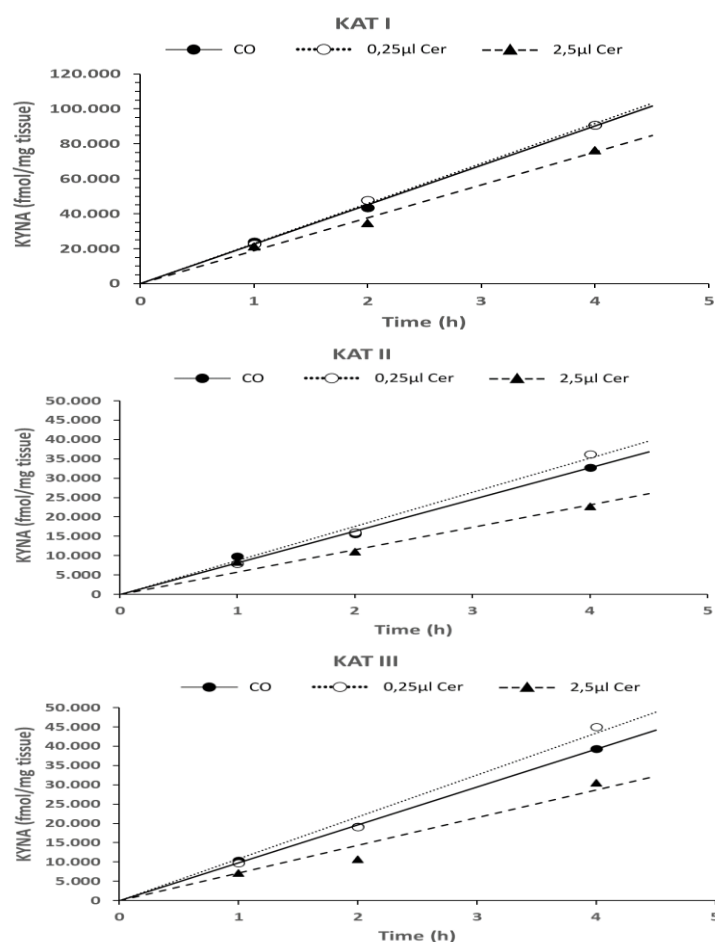 KAT I
CO 0,25µl Cer 2,5µl Cer
KYNA (fmol/mg tissue)
120.000
100.000
80.000
60.000
40.000
20.000
0
0 1 2 3 4 5
Time (h)
KAT II
CO 0,25µl Cer 2,5µl Cer
KYNA (fmol/mg tissue)
50.000
45.000
40.000
35.000
30.000
25.000
20.000
15.000
10.000
5.000
0
0 1 2 3 4 5
Time (h)
KAT III
CO 0,25µl Cer 2,5µl Cer
KYNA (fmol/mg tissue)
50.000
45.000
40.000
35.000
30.000
25.000
20.000
15.000
10.000
5.000
0
0 1 2 3 4 5
Time (h)